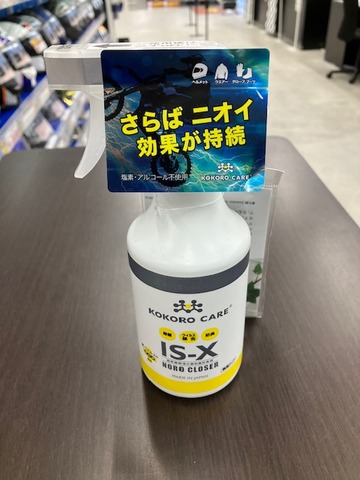 ヘルメット
ウエアー
グローブ、ブーツ
さらば ニオイ
効果が持続
塩素・アルコール不使用
KOKORO CARE®
KOKORO CARE®
IS-X
NORO CLOSER
MADE IN JAPAN